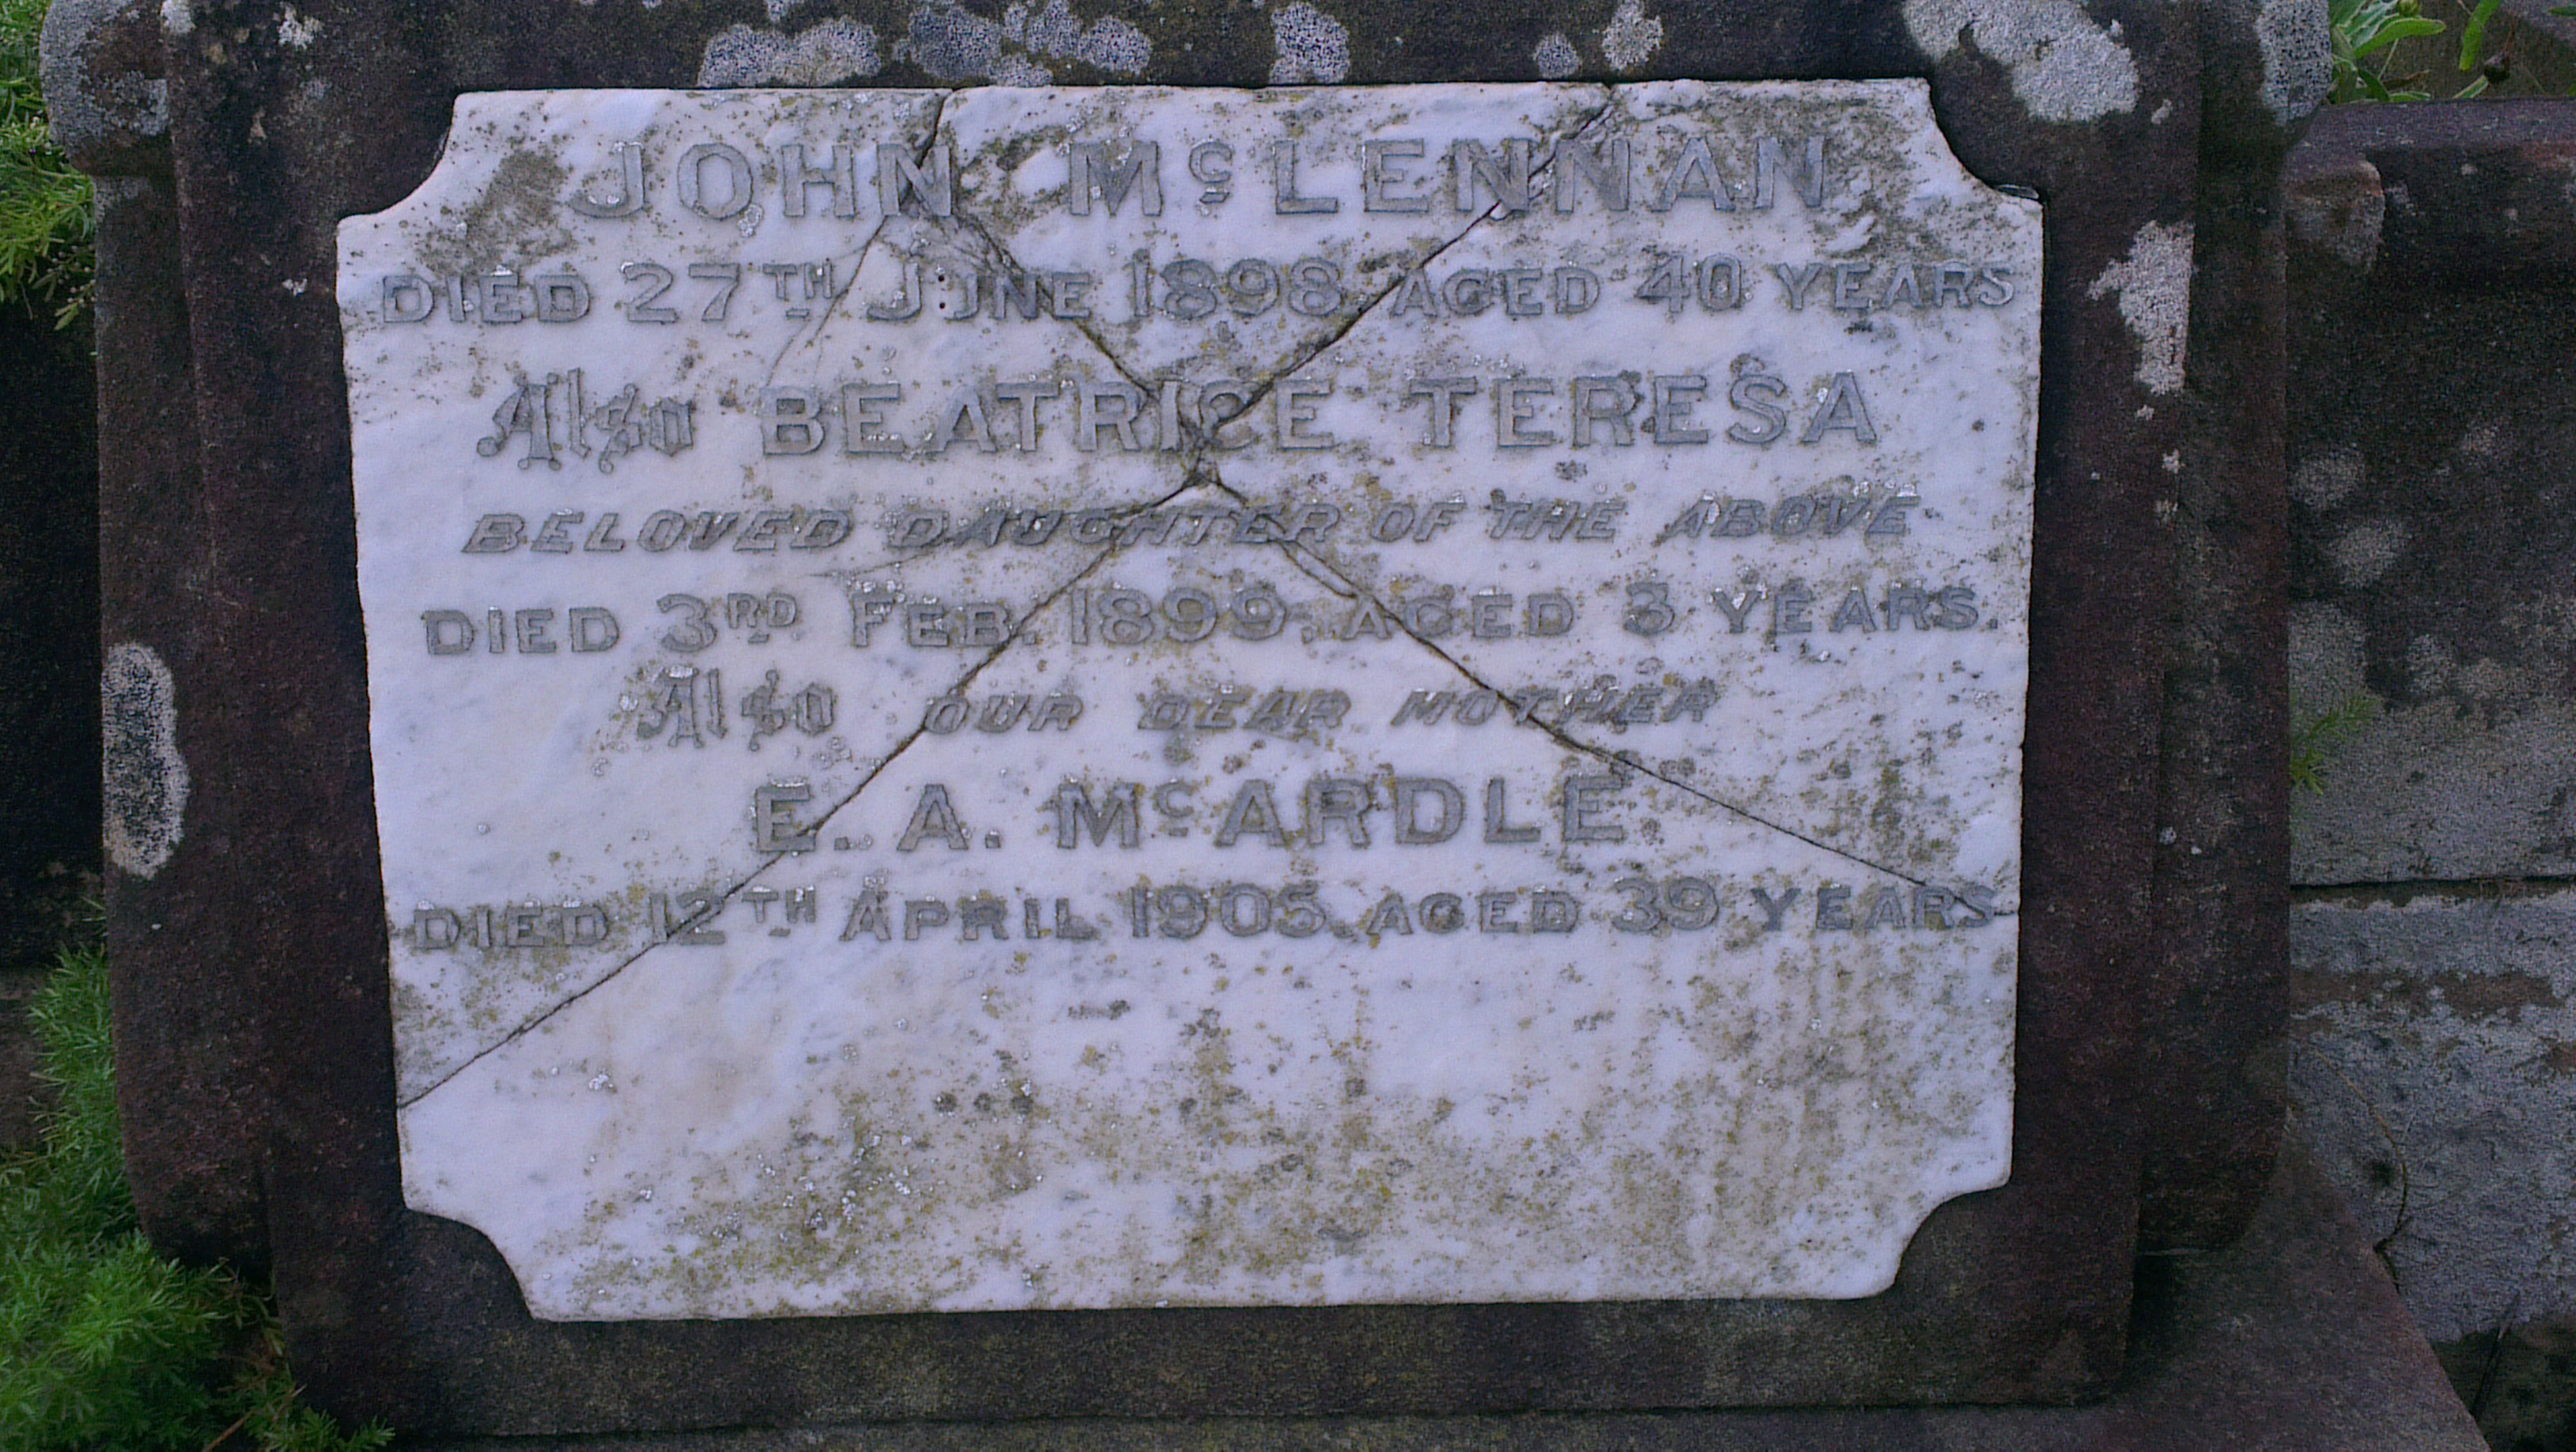 JOHN McLENNAN
DIED 27TH JUNE 1898. AGED 40 YEARS
Also BEATRICE TERESA
BELOVED DAUGHTER OF THE ABOVE
DIED 3RD FEB. 1899, AGED 3 YEARS.
Also OUR DEAR MOTHER
E. A. McARDLE
DIED 12TH APRIL 1905. AGED 39 YEARS